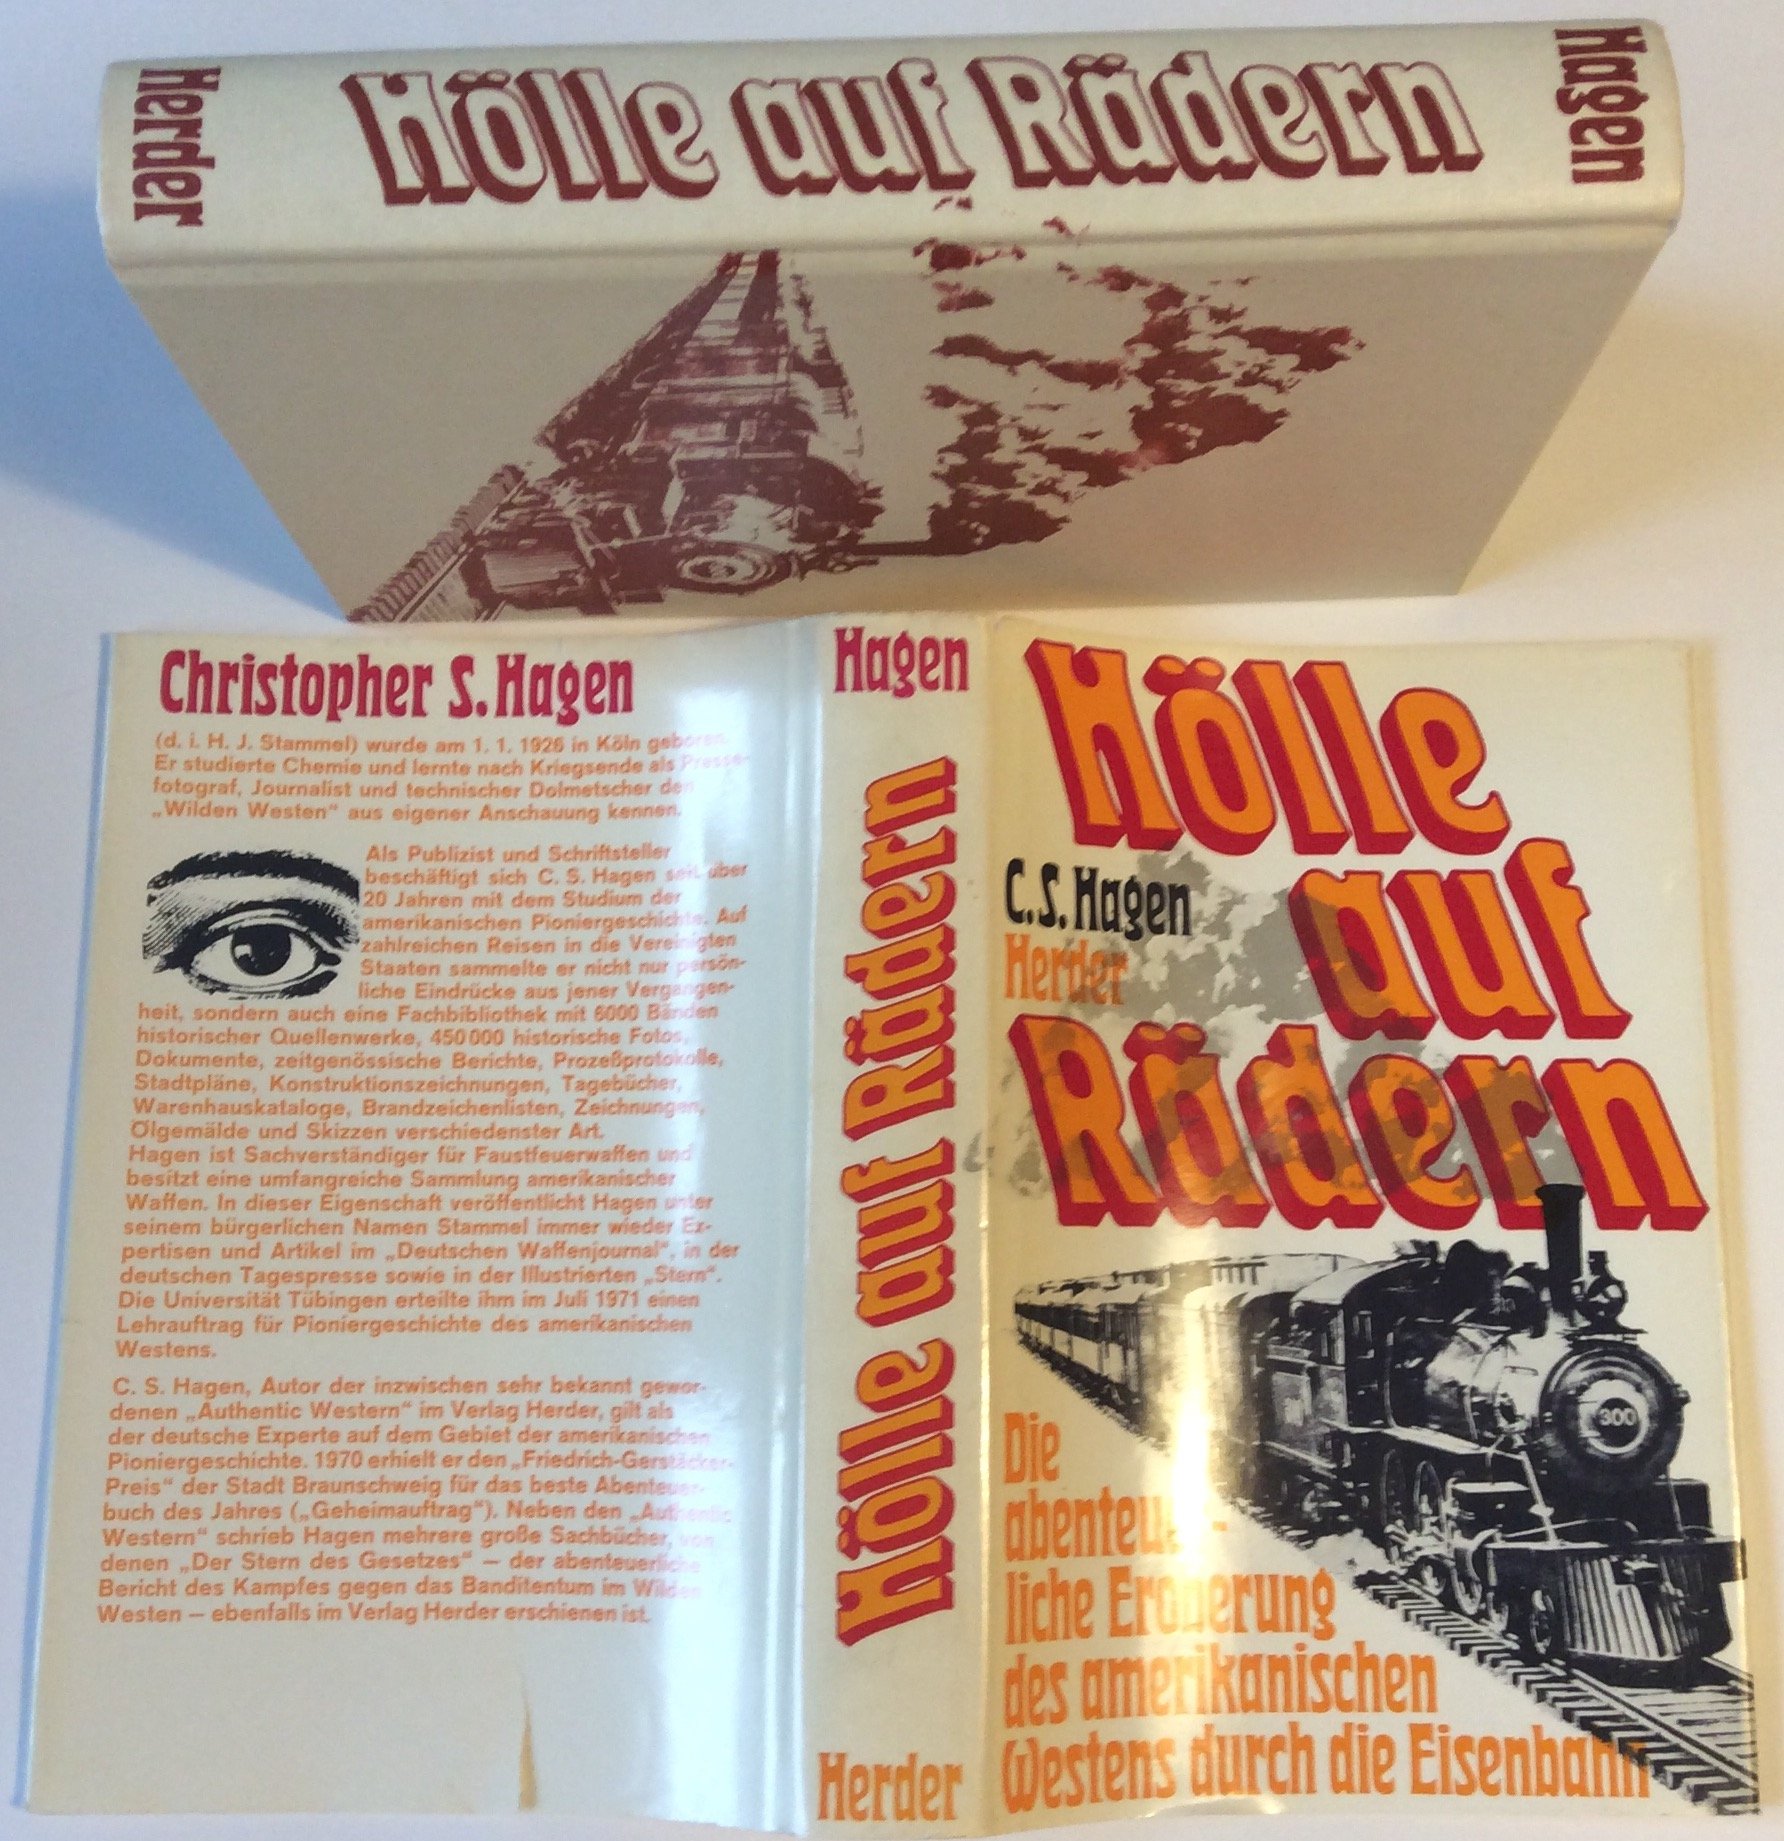 Herder
Hölle auf Rädern
Hagen
Christopher S. Hagen
(d. i. H. J. Stammel) wurde am 1. 1. 1926 in Köln geboren.
Er studierte Chemie und lernte nach Kriegsende als Presse-
fotograf, Journalist und technischer Dolmetscher den
„Wilden Westen“ aus eigener Anschauung kennen.
Als Publizist und Schriftsteller
beschäftigt sich C. S. Hagen seit über
20 Jahren mit dem Studium der
amerikanischen Pioniergeschichte. Auf
zahlreichen Reisen in die Vereinigten
Staaten sammelte er nicht nur persön-
liche Eindrücke aus jener Vergangen-
heit, sondern auch eine Fachbibliothek mit 6000 Bänden
historischer Quellenwerke, 450 000 historische Fotos,
Dokumente, zeitgenössische Berichte, Prozeßprotokolle,
Stadtpläne, Konstruktionszeichnungen, Tagebücher,
Warenhauskataloge, Brandzeichenlisten, Zeichnungen,
Ölgemälde und Skizzen verschiedenster Art.
Hagen ist Sachverständiger für Faustfeuerwaffen und
besitzt eine umfangreiche Sammlung amerikanischer
Waffen. In dieser Eigenschaft veröffentlicht Hagen unter
seinem bürgerlichen Namen Stammel immer wieder Ex-
pertisen und Artikel im „Deutschen Waffenjournal“, in der
deutschen Tagespresse sowie in der Illustrierten „Stern“.
Die Universität Tübingen erteilte ihm im Juli 1971 einen
Lehrauftrag für Pioniergeschichte des amerikanischen
Westens.
C. S. Hagen, Autor der inzwischen sehr bekannt gewor-
denen „Authentic Western“ im Verlag Herder, gilt als
der deutsche Experte auf dem Gebiet der amerikanischen
Pioniergeschichte. 1970 erhielt er den „Friedrich-Gerstäcker-
Preis“ der Stadt Braunschweig für das beste Abenteuer-
buch des Jahres („Geheimauftrag“). Neben den „Authentic
Western“ schrieb Hagen mehrere große Sachbücher, von
denen „Der Stern des Gesetzes“ – der abenteuerliche
Bericht des Kampfes gegen das Banditentum im Wilden
Westen – ebenfalls im Verlag Herder erschienen ist.
Hagen
Hölle auf Rädern
Herder
Hölle
auf
Rädern
C.S. Hagen
Herder
300
Die
abenteuer-
liche Eroberung
des amerikanischen
Westens durch die Eisenbahn